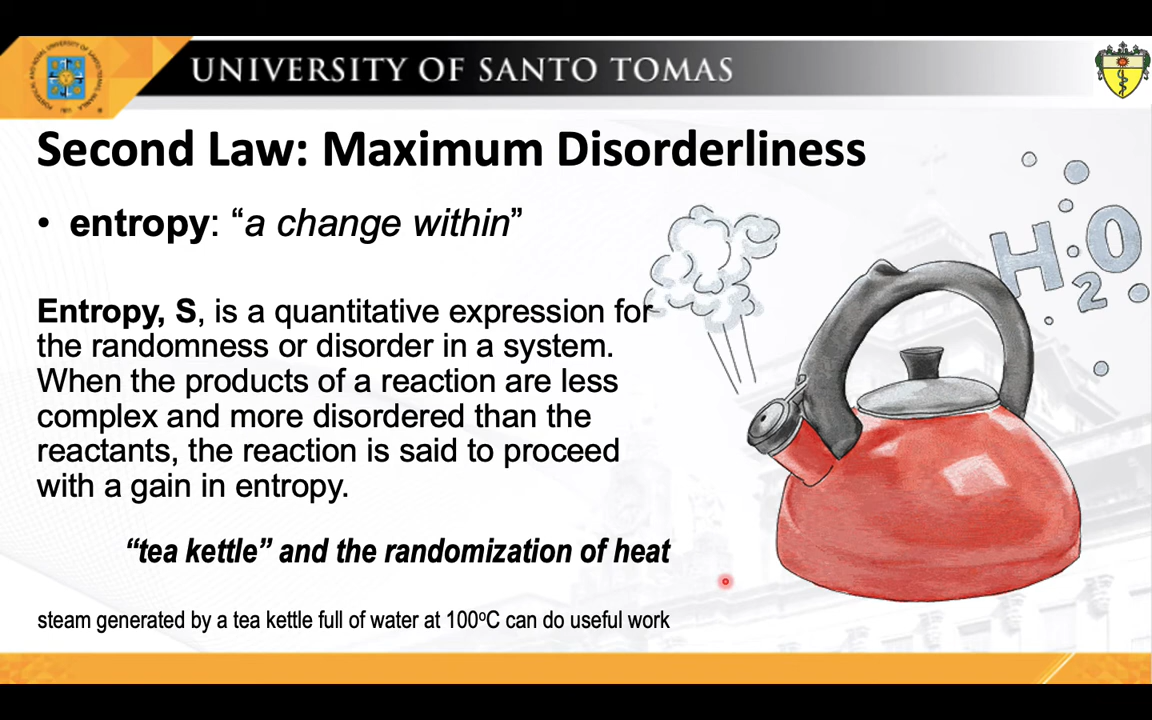 UNIVERSITY OF SANTO TOMAS
Second Law: Maximum Disorderliness
• entropy: “a change within”
Entropy, S, is a quantitative expression for
the randomness or disorder in a system.
When the products of a reaction are less
complex and more disordered than the
reactants, the reaction is said to proceed
with a gain in entropy.
H2O
“tea kettle” and the randomization of heat
steam generated by a tea kettle full of water at 100ºC can do useful work